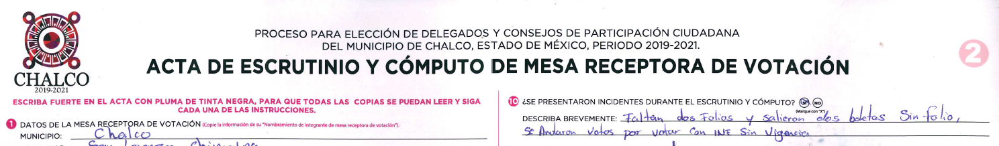 PROCESO PARA ELECCIÓN DE DELEGADOS Y CONSEJOS DE PARTICIPACIÓN CIUDADANA
DEL MUNICIPIO DE CHALCO, ESTADO DE MÉXICO, PERIODO 2019-2021.
ACTA DE ESCRUTINIO Y CÓMPUTO DE MESA RECEPTORA DE VOTACIÓN
2
CHALCO
2019-2021
ESCRIBA FUERTE EN EL ACTA CON PLUMA DE TINTA NEGRA, PARA QUE TODAS LAS COPIAS SE PUEDAN LEER Y SIGA
CADA UNA DE LAS INSTRUCCIONES.
1 DATOS DE LA MESA RECEPTORA DE VOTACIÓN (Copie la información de su "Nombramiento de integrante de mesa receptora de votación").
MUNICIPIO: Chalco
San Lorenzo
10 ¿SE PRESENTARON INCIDENTES DURANTE EL ESCRUTINIO Y CÓMPUTO? SI NO
(Marque con "X")
DESCRIBA BREVEMENTE: Faltan dos Folios y salieron dos boletas Sin folio,
Se Anularon Votos por votar Con INE Sin Vigencia